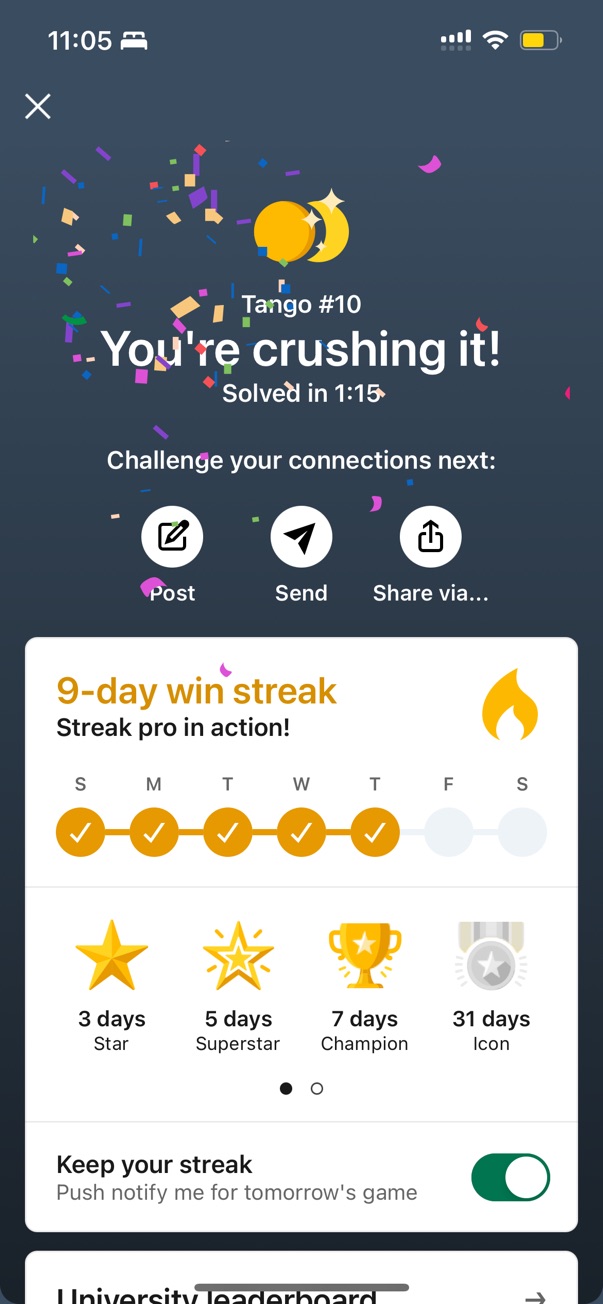 11:05
Tango #10
You're crushing it!
Solved in 1:15
Challenge your connections next:
Post Send Share via...
9-day win streak
Streak pro in action!
S M T W T F S
3 days 5 days 7 days 31 days
Star Superstar Champion Icon
Keep your streak
Push notify me for tomorrow's game
University leaderboard